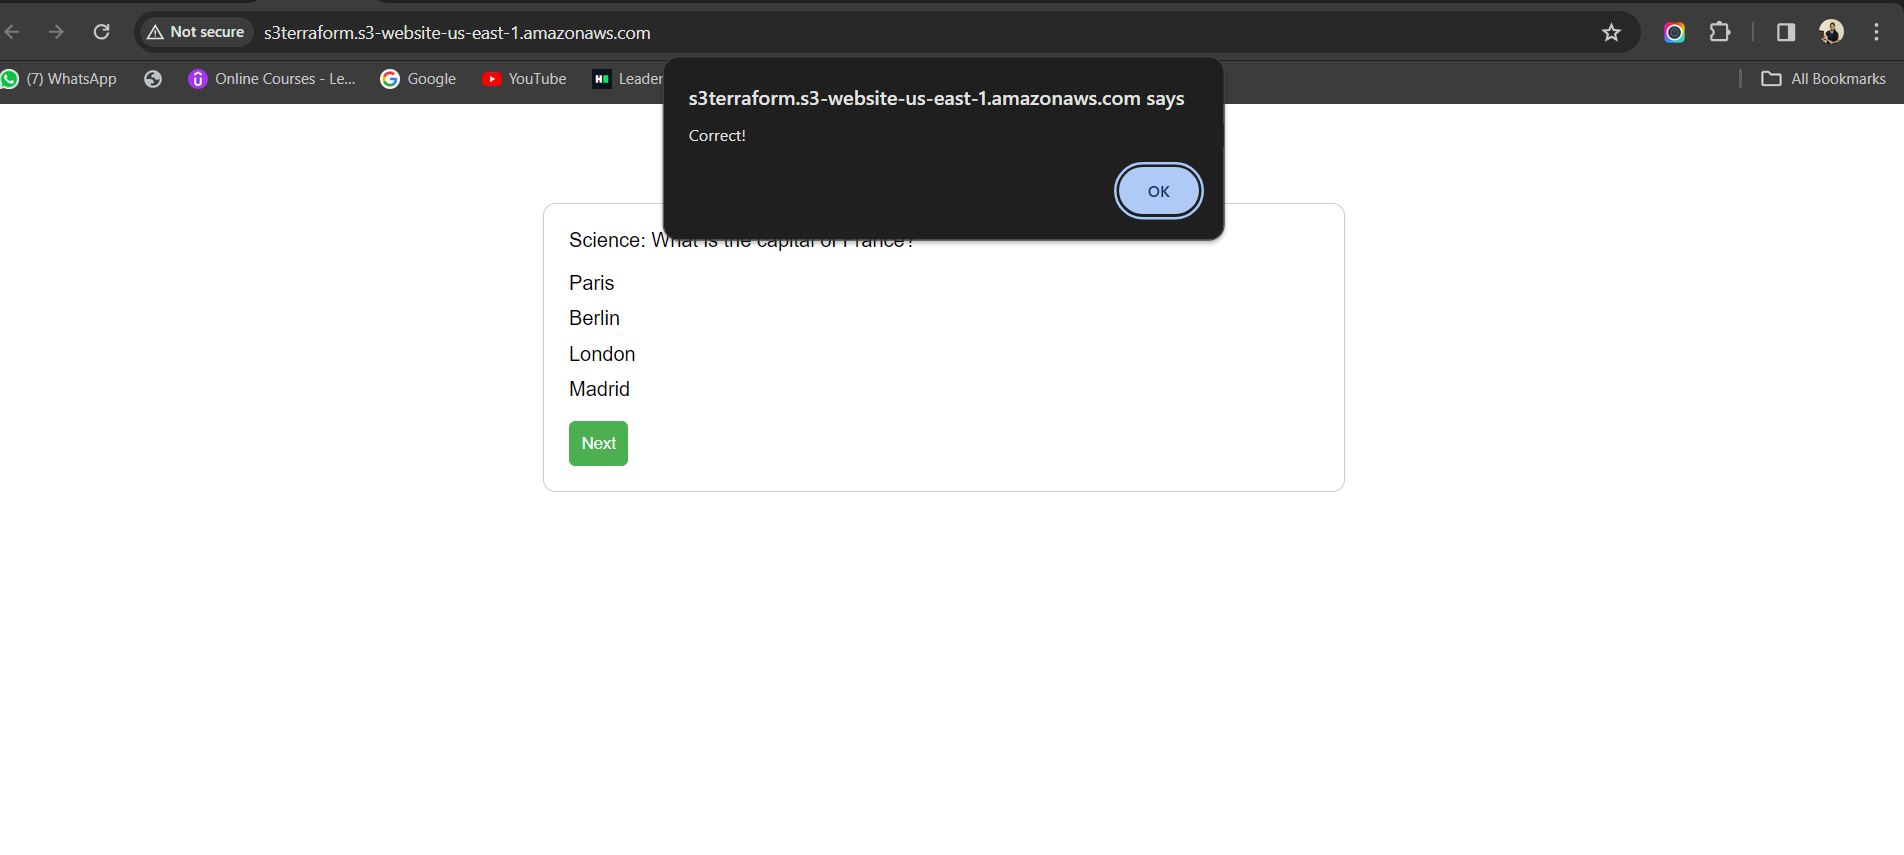 Not secure s3terraform.s3-website-us-east-1.amazonaws.com
(7) WhatsApp Online Courses - Le... Google YouTube Leader All Bookmarks
s3terraform.s3-website-us-east-1.amazonaws.com says
Correct!
OK
Science: What is the capital of France?
Paris
Berlin
London
Madrid
Next